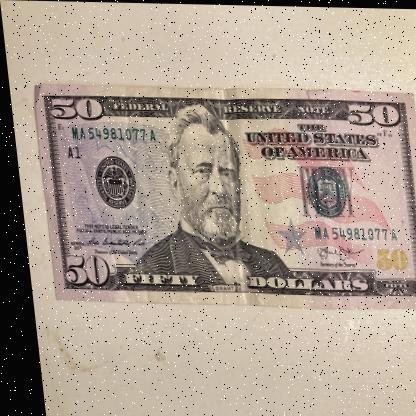 50 FEDERAL RESERVE NOTE 50
MA 54981077 A
A1
THE
UNITED STATES
OF AMERICA
MA 54981077 A
50
50 FIFTY DOLLARS